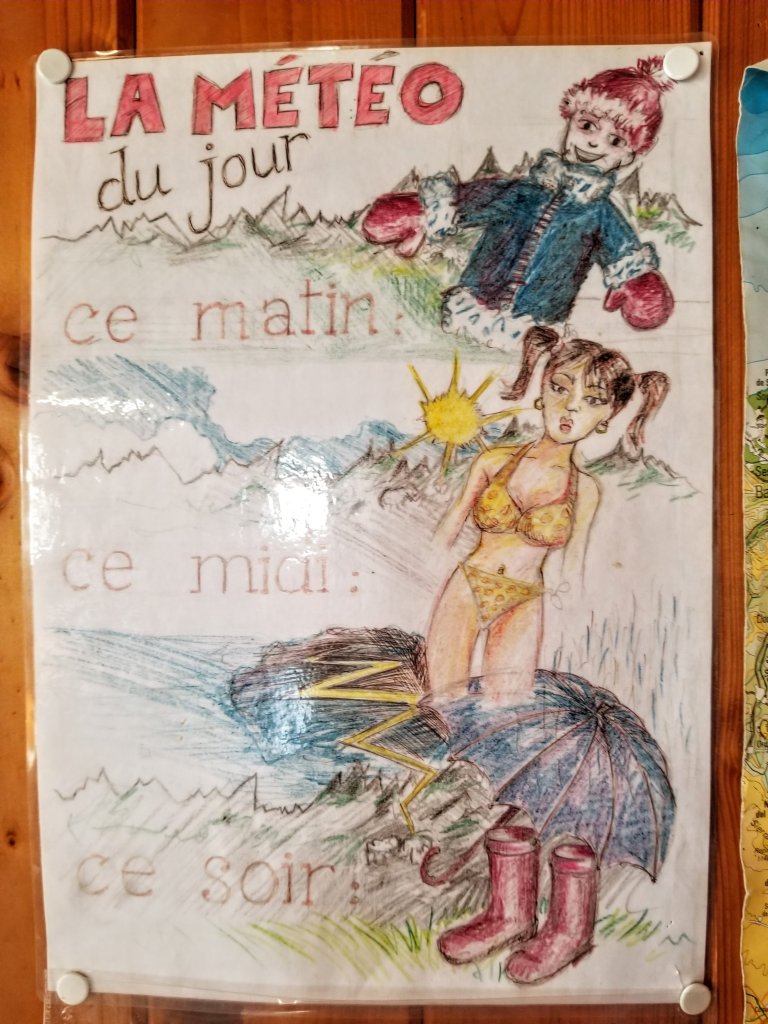 LA MÉTÉO
du jour
ce matin:
ce midi:
ce soir: